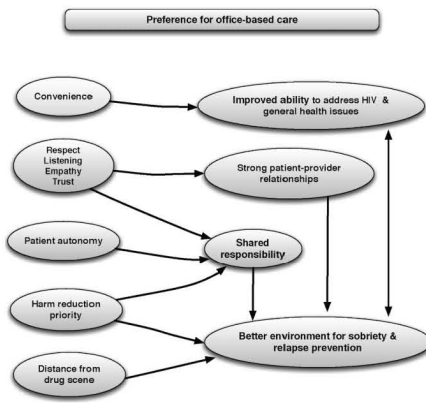 Preference for office-based care
Convenience
Improved ability to address HIV &
general health issues
Respect
Listening
Empathy
Trust
Strong patient-provider
relationships
Patient autonomy
Shared
responsibility
Harm reduction
priority
Better environment for sobriety &
relapse prevention
Distance from
drug scene